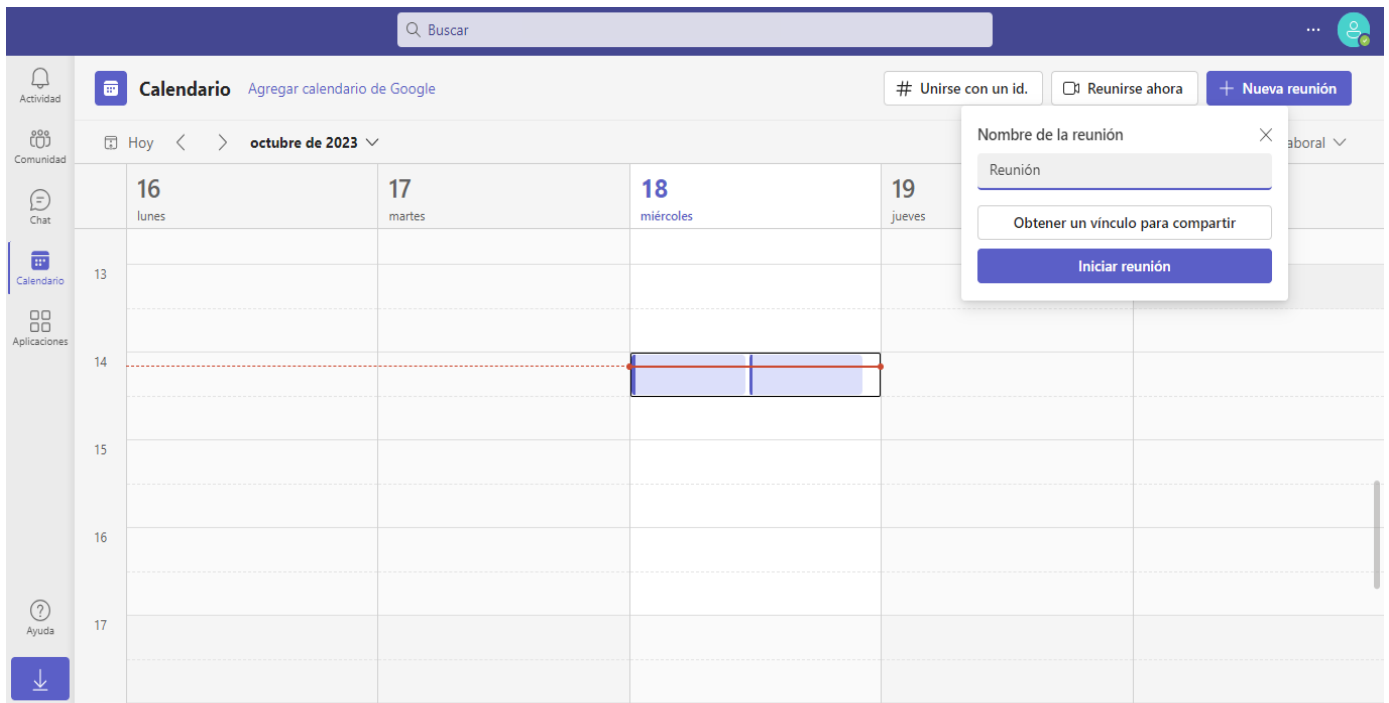 Buscar
Actividad
Comunidad
Chat
Calendario
Aplicaciones
Ayuda
Calendario Agregar calendario de Google
# Unirse con un id. Reunirse ahora + Nueva reunión
Hoy octubre de 2023
Nombre de la reunión
Reunión
Obtener un vínculo para compartir
Iniciar reunión
16 17 18 19
lunes martes miércoles jueves
13
14
15
16
17